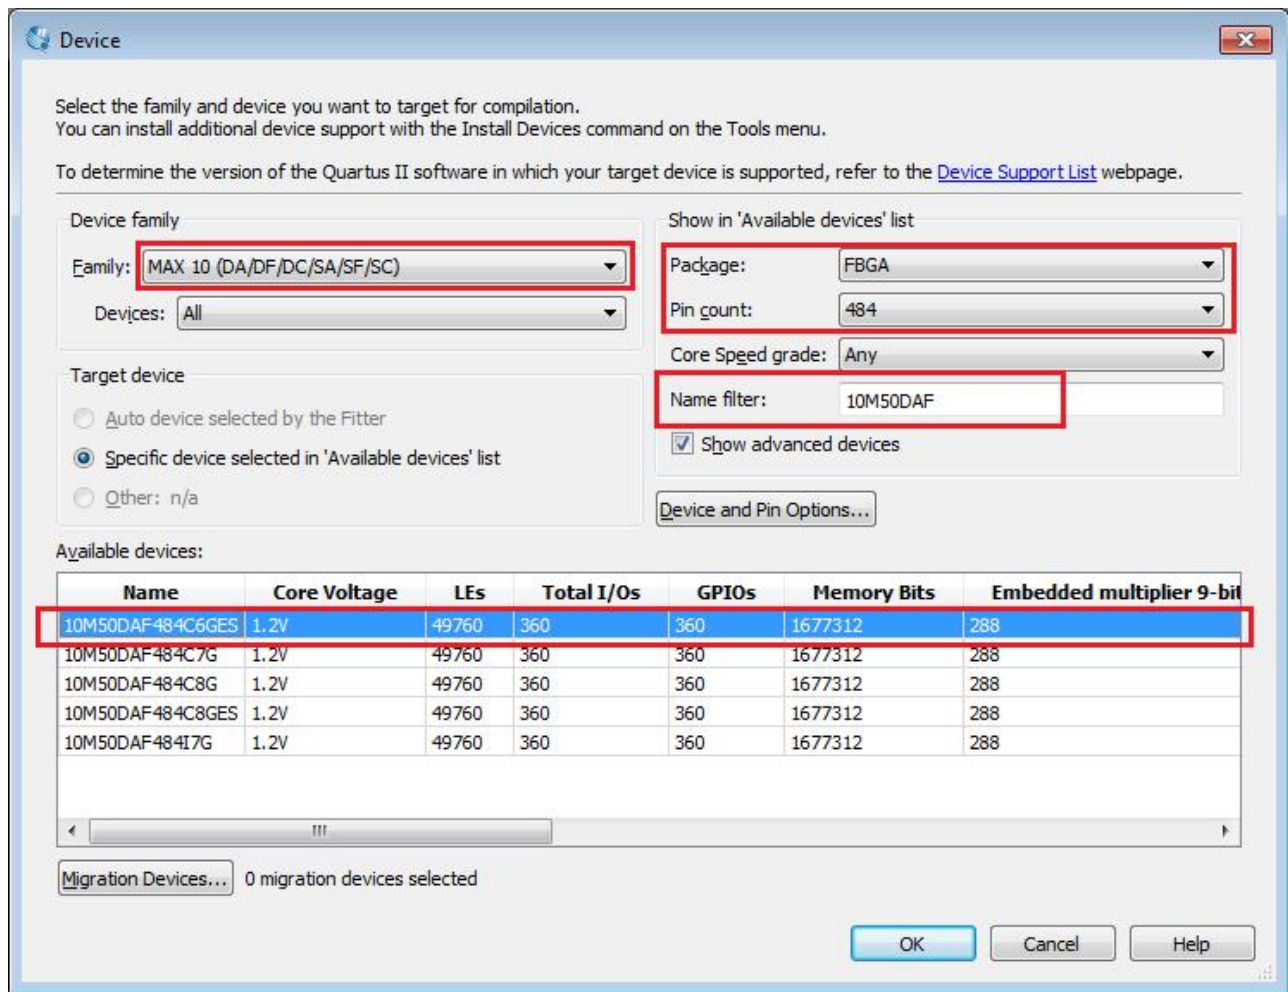 Device
Select the family and device you want to target for compilation.
You can install additional device support with the Install Devices command on the Tools menu.
To determine the version of the Quartus II software in which your target device is supported, refer to the Device Support List webpage.
Device family
Family: MAX 10 (DA/DF/DC/SA/SF/SC)
Devices: All
Show in 'Available devices' list
Package: FBGA
Pin count: 484
Core Speed grade: Any
Name filter: 10M50DAF
Show advanced devices
Target device
Auto device selected by the Fitter
Specific device selected in 'Available devices' list
Other: n/a
Device and Pin Options...
Available devices:
Name Core Voltage LEs Total I/Os GPIOs Memory Bits Embedded multiplier 9-bit
10M50DAF484C6GES 1.2V 49760 360 360 1677312 288
10M50DAF484C7G 1.2V 49760 360 360 1677312 288
10M50DAF484C8G 1.2V 49760 360 360 1677312 288
10M50DAF484C8GES 1.2V 49760 360 360 1677312 288
10M50DAF484I7G 1.2V 49760 360 360 1677312 288
Migration Devices... 0 migration devices selected
OK Cancel Help